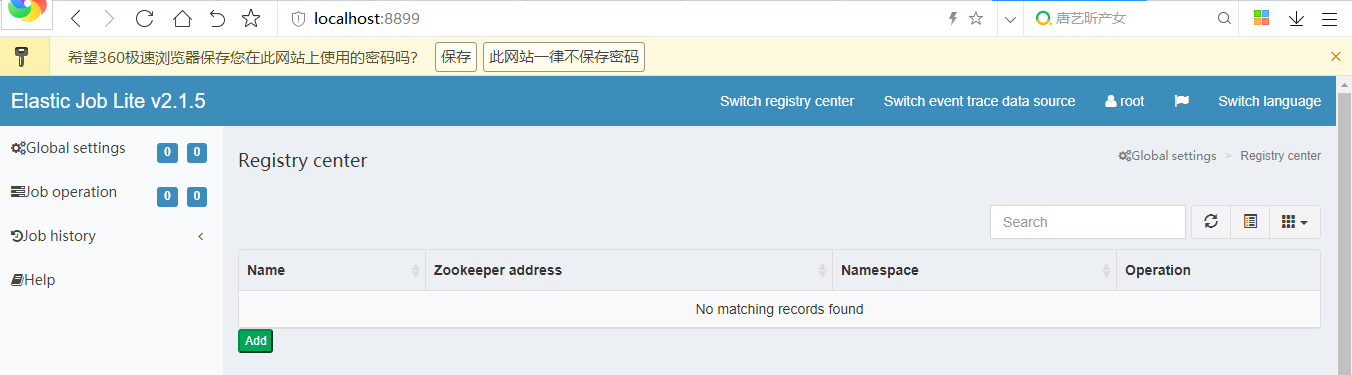 localhost:8899
唐艺昕产女
希望360极速浏览器保存您在此网站上使用的密码吗? 保存 此网站一律不保存密码
Elastic Job Lite v2.1.5 Switch registry center Switch event trace data source root Switch language
Global settings 0 0
Job operation 0 0
Job history
Help
Registry center Global settings > Registry center
Search
Name Zookeeper address Namespace Operation
No matching records found
Add